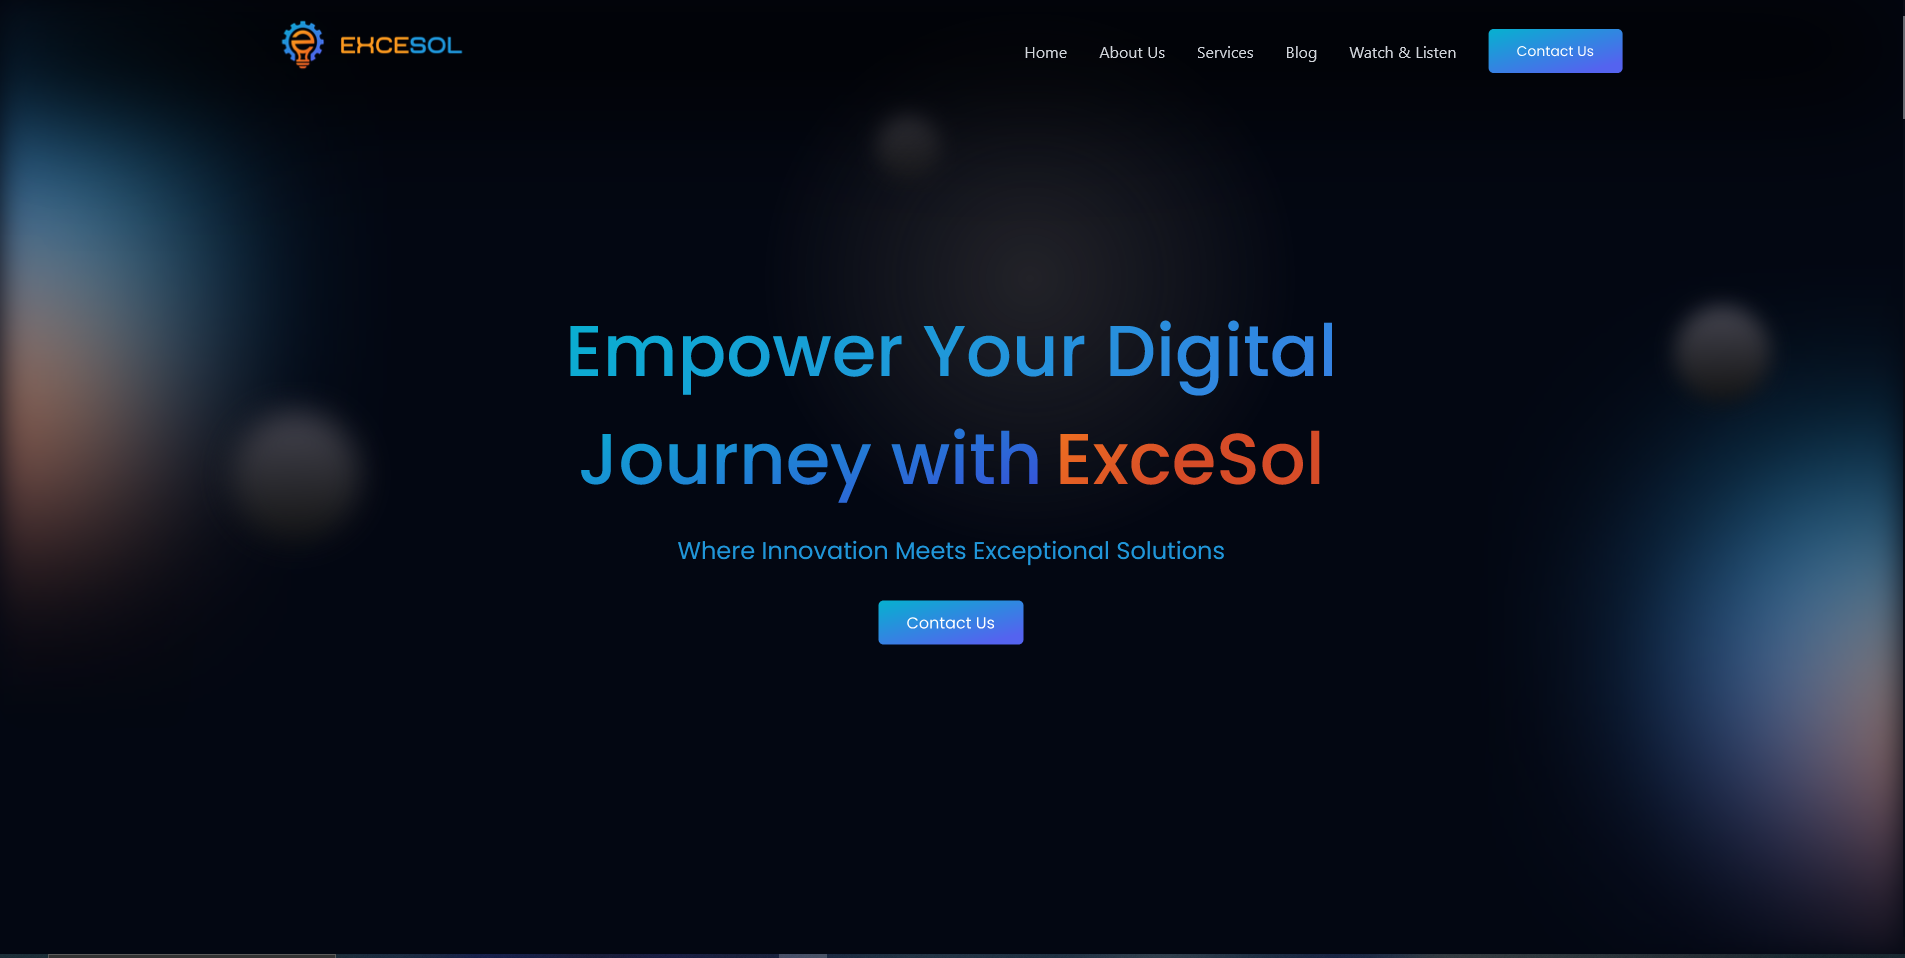 EXCESOL
Home About Us Services Blog Watch & Listen Contact Us
Empower Your Digital
Journey with ExceSol
Where Innovation Meets Exceptional Solutions
Contact Us